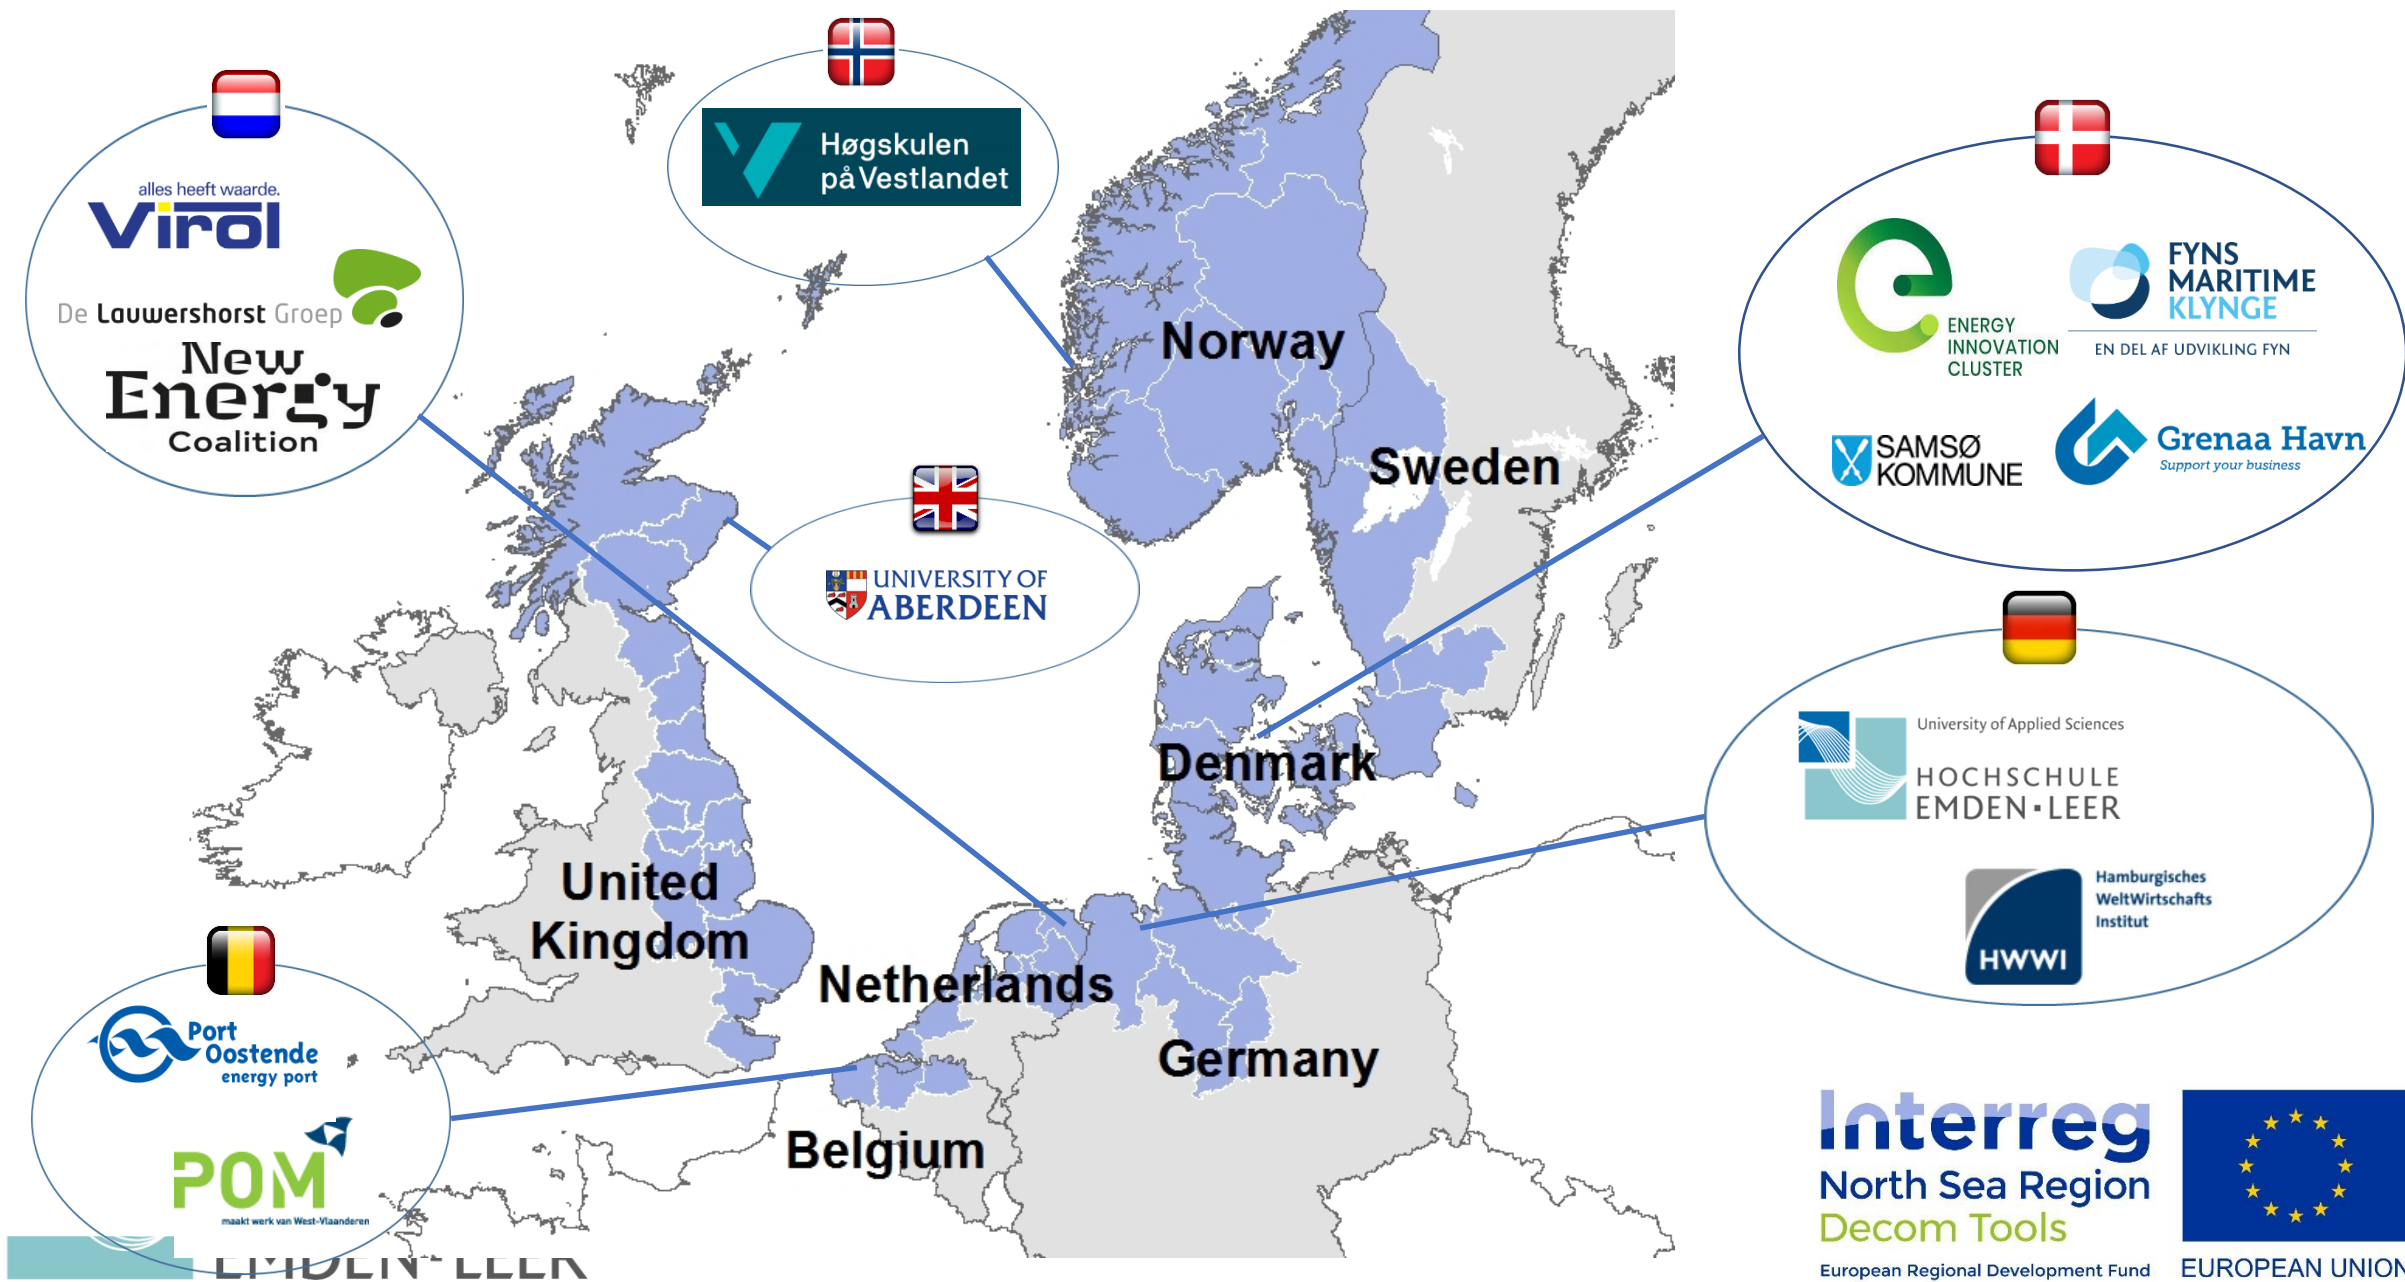 alles heeft waarde.
Virol
De Lauwershorst Groep
New
Energy
Coalition
Høgskulen
på Vestlandet
UNIVERSITY OF
ABERDEEN
ENERGY
INNOVATION
CLUSTER
FYNS
MARITIME
KLYNGE
EN DEL AF UDVIKLING FYN
SAMSØ
KOMMUNE
Grenaa Havn
Support your business
University of Applied Sciences
HOCHSCHULE
EMDEN•LEER
Hamburgisches
WeltWirtschafts
Institut
HWWI
Port
Oostende
energy port
POM
maakt werk van West-Vlaanderen
Norway
Sweden
Denmark
United
Kingdom
Netherlands
Germany
Belgium
Interreg
North Sea Region
Decom Tools
European Regional Development Fund
EUROPEAN UNION
EMDEN•LEER